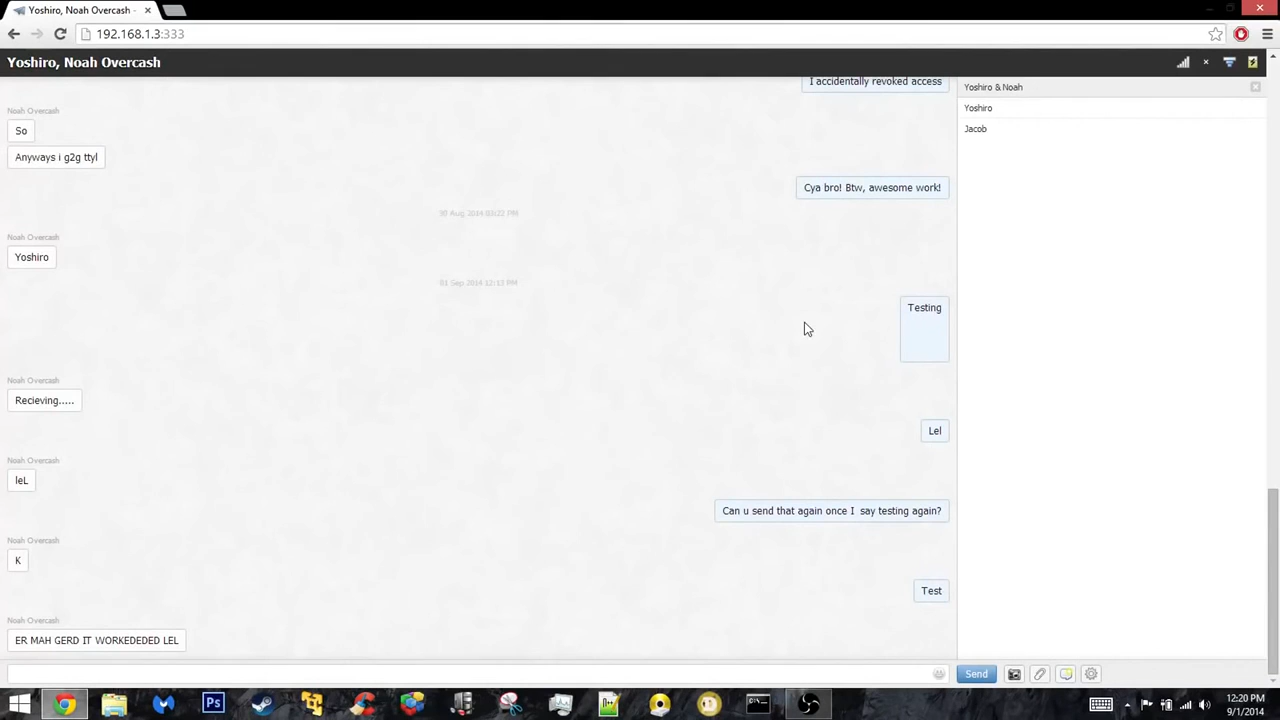 Yoshiro, Noah Overcash -
192.168.1.3:333
Yoshiro, Noah Overcash
I accidentally revoked access
Yoshiro & Noah
Yoshiro
Jacob
Noah Overcash
So
Anyways i g2g ttyl
Cya bro! Btw, awesome work!
30 Aug 2014 03:22 PM
Noah Overcash
Yoshiro
01 Sep 2014 12:13 PM
Testing
Noah Overcash
Recieving.....
Lel
Noah Overcash
leL
Can u send that again once I  say testing again?
Noah Overcash
K
Test
Noah Overcash
ER MAH GERD IT WORKEDEDED LEL
Send
Ps
12:20 PM
9/1/2014